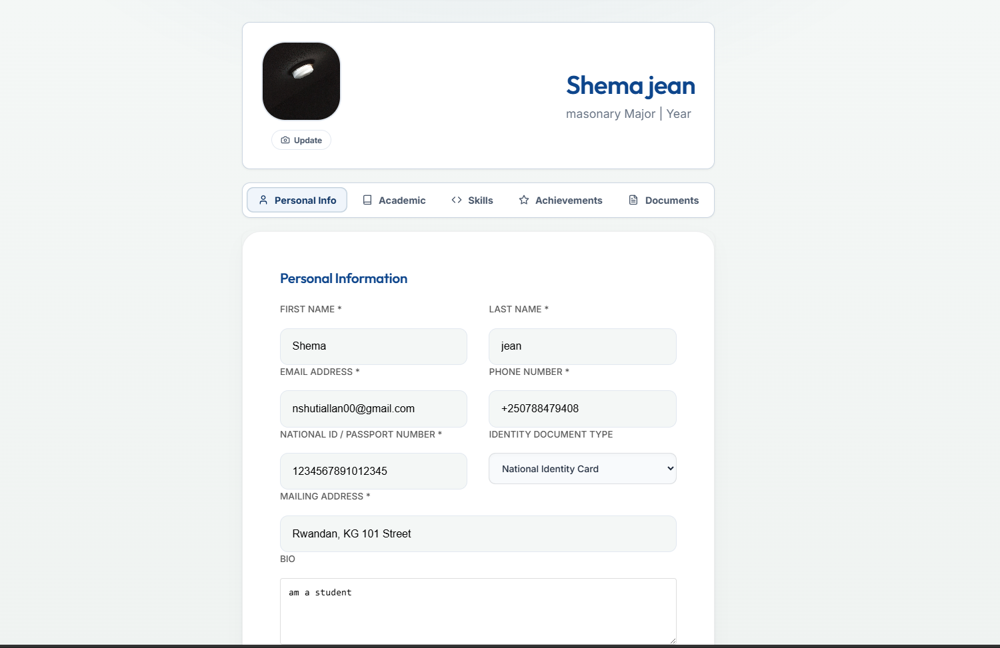 Shema jean
masonary Major | Year
Update
Personal Info
Academic
Skills
Achievements
Documents
Personal Information
FIRST NAME *
LAST NAME *
Shema
jean
EMAIL ADDRESS *
PHONE NUMBER *
nshutiallan00@gmail.com
+250788479408
NATIONAL ID / PASSPORT NUMBER *
IDENTITY DOCUMENT TYPE
1234567891012345
National Identity Card
MAILING ADDRESS *
Rwandan, KG 101 Street
BIO
am a student